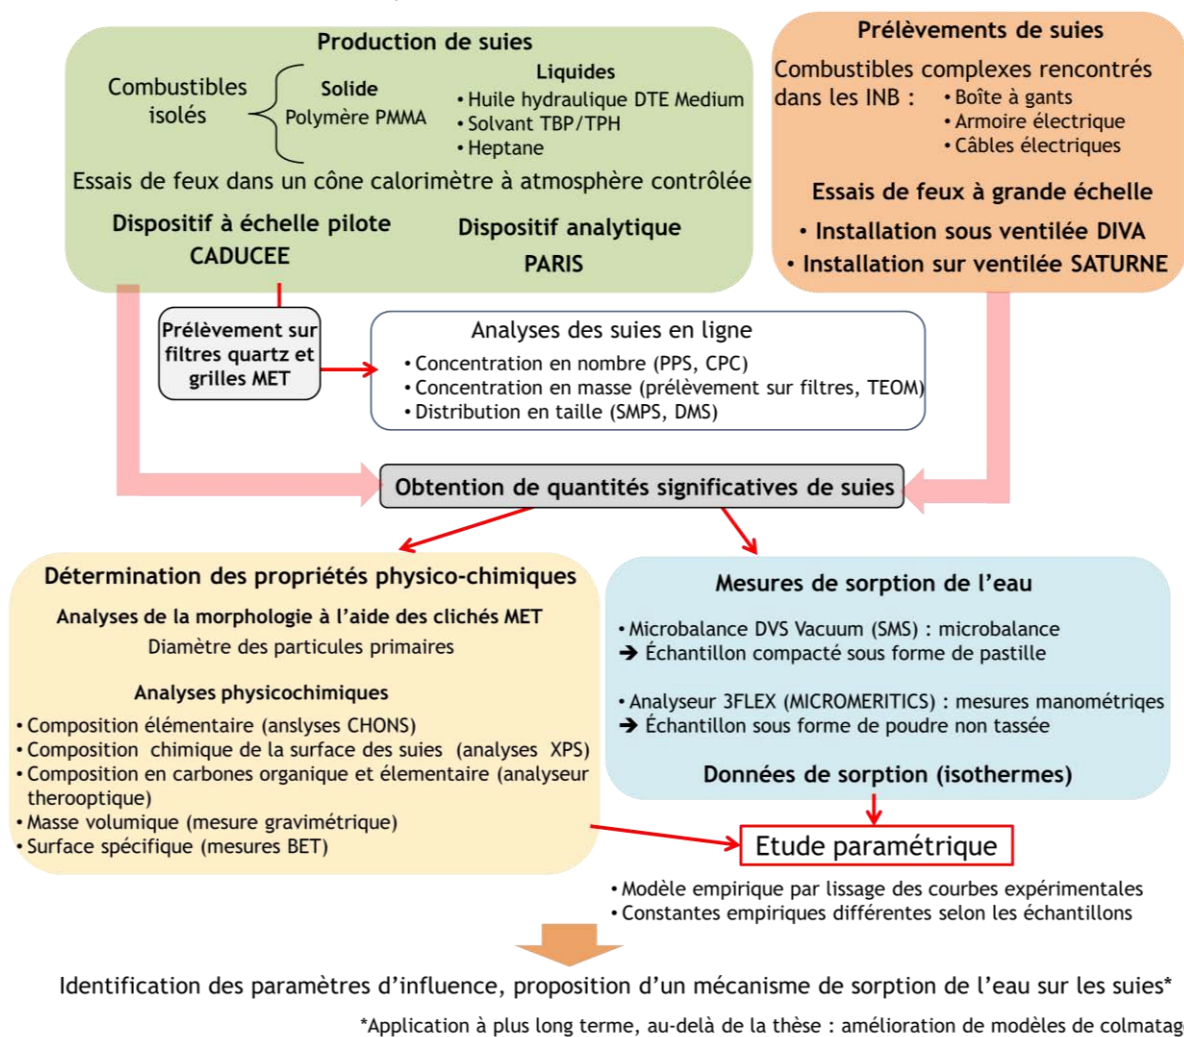 Production de suies
Combustibles
isolés
Solide
Polymère PMMA
Liquides
• Huile hydraulique DTE Medium
• Solvant TBP/TPH
• Heptane
Essais de feux dans un cône calorimètre à atmosphère contrôlée
Dispositif à échelle pilote
CADUCEE
Dispositif analytique
PARIS
Prélèvements de suies
Combustibles complexes rencontrés
dans les INB :
• Boîte à gants
• Armoire électrique
• Câbles électriques
Essais de feux à grande échelle
• Installation sous ventilée DIVA
• Installation sur ventilée SATURNE
Prélèvement sur
filtres quartz et
grilles MET
Analyses des suies en ligne
• Concentration en nombre (PPS, CPC)
• Concentration en masse (prélèvement sur filtres, TEOM)
• Distribution en taille (SMPS, DMS)
Obtention de quantités significatives de suies
Détermination des propriétés physico-chimiques
Analyses de la morphologie à l’aide des clichés MET
Diamètre des particules primaires
Analyses physicochimiques
• Composition élémentaire (anslyses CHONS)
• Composition chimique de la surface des suies (analyses XPS)
• Composition en carbones organique et élementaire (analyseur
therooptique)
• Masse volumique (mesure gravimétrique)
• Surface spécifique (mesures BET)
Mesures de sorption de l’eau
• Microbalance DVS Vacuum (SMS) : microbalance
➔ Échantillon compacté sous forme de pastille
• Analyseur 3FLEX (MICROMERITICS) : mesures manométriqes
➔ Échantillon sous forme de poudre non tassée
Données de sorption (isothermes)
Etude paramétrique
• Modèle empirique par lissage des courbes expérimentales
• Constantes empiriques différentes selon les échantillons
Identification des paramètres d’influence, proposition d’un mécanisme de sorption de l’eau sur les suies*
*Application à plus long terme, au-delà de la thèse : amélioration de modèles de colmatag